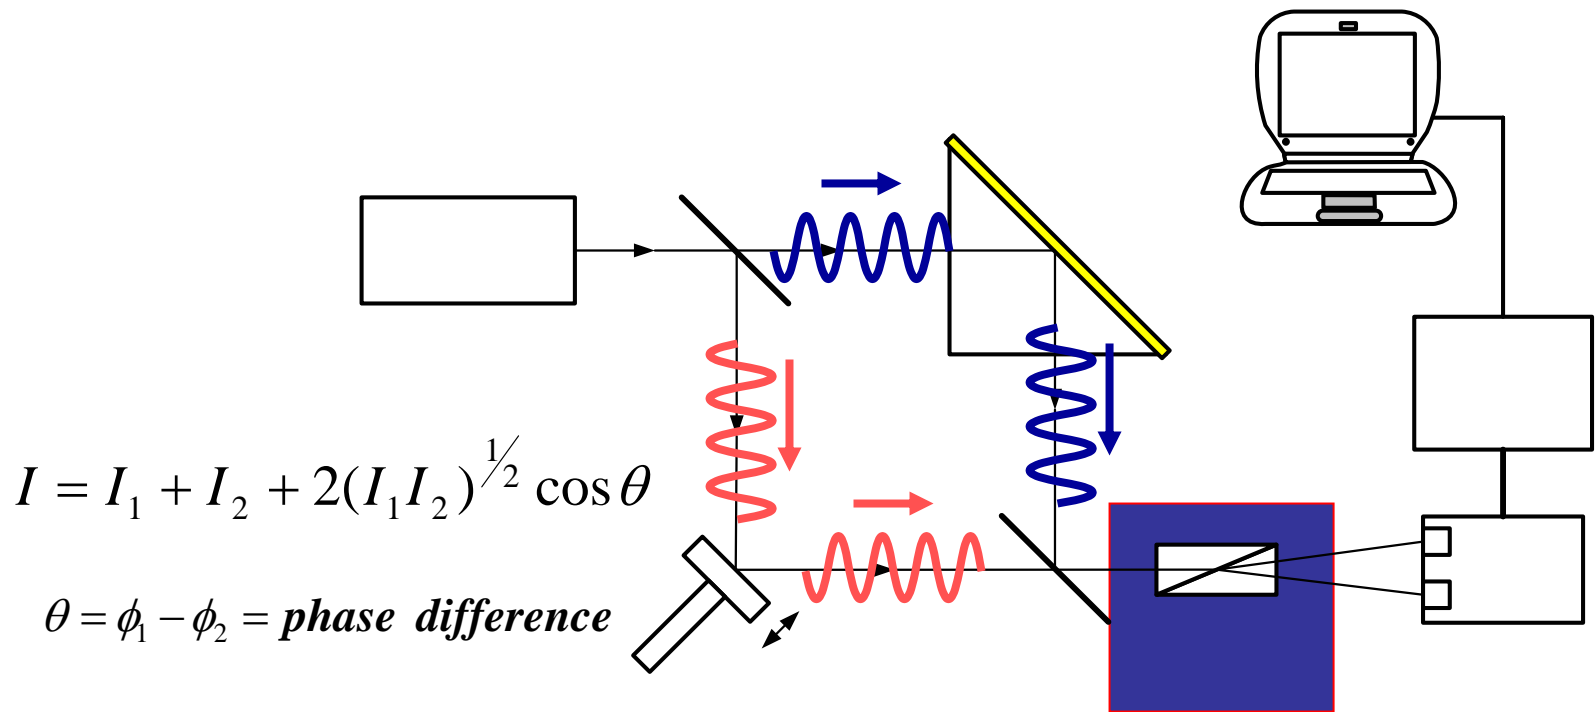 I = I₁ + I₂ + 2(I₁I₂)^½ cos θ
θ = ϕ₁ − ϕ₂ = phase difference